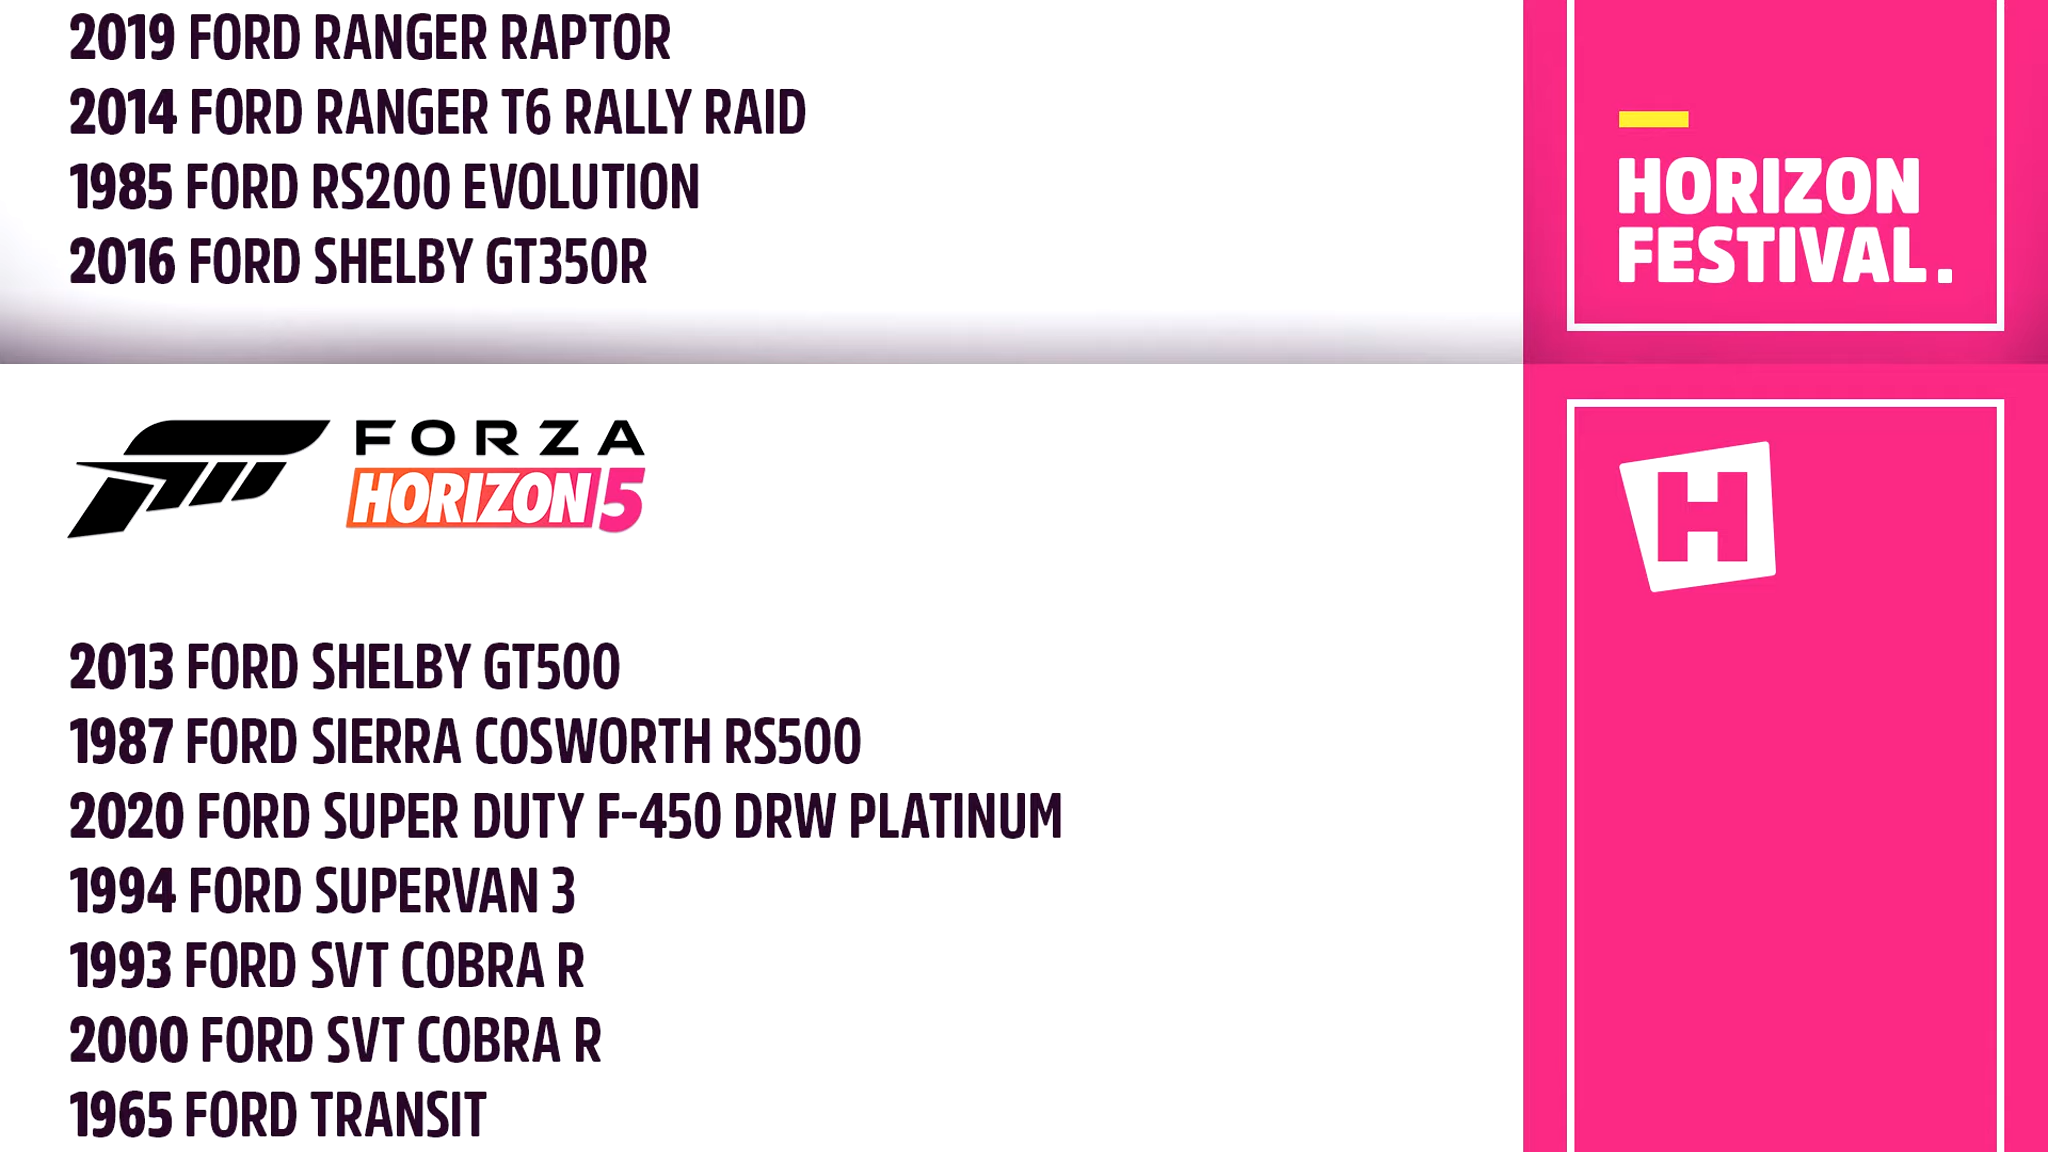 2019 FORD RANGER RAPTOR
2014 FORD RANGER T6 RALLY RAID
1985 FORD RS200 EVOLUTION
2016 FORD SHELBY GT350R
HORIZON
FESTIVAL.
FORZA
HORIZON 5
H
2013 FORD SHELBY GT500
1987 FORD SIERRA COSWORTH RS500
2020 FORD SUPER DUTY F-450 DRW PLATINUM
1994 FORD SUPERVAN 3
1993 FORD SVT COBRA R
2000 FORD SVT COBRA R
1965 FORD TRANSIT